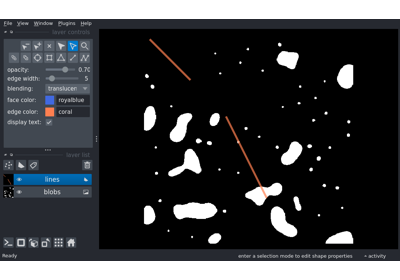 File View Window Plugins Help
layer controls
opacity: 0.70
edge width: 5
blending: translucen
face color: royalblue
edge color: coral
display text:
layer list
lines
blobs
Ready enter a selection mode to edit shape properties activity